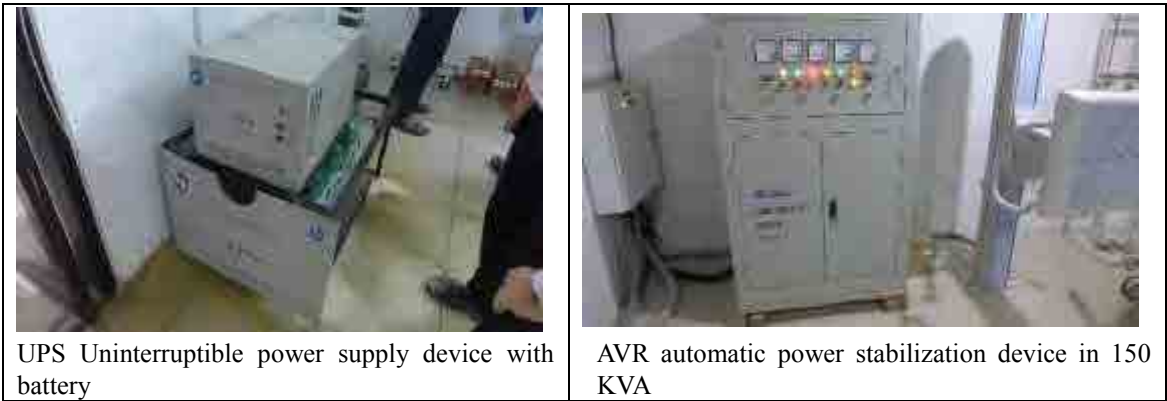 UPS Uninterruptible power supply device with
battery
AVR automatic power stabilization device in 150
KVA